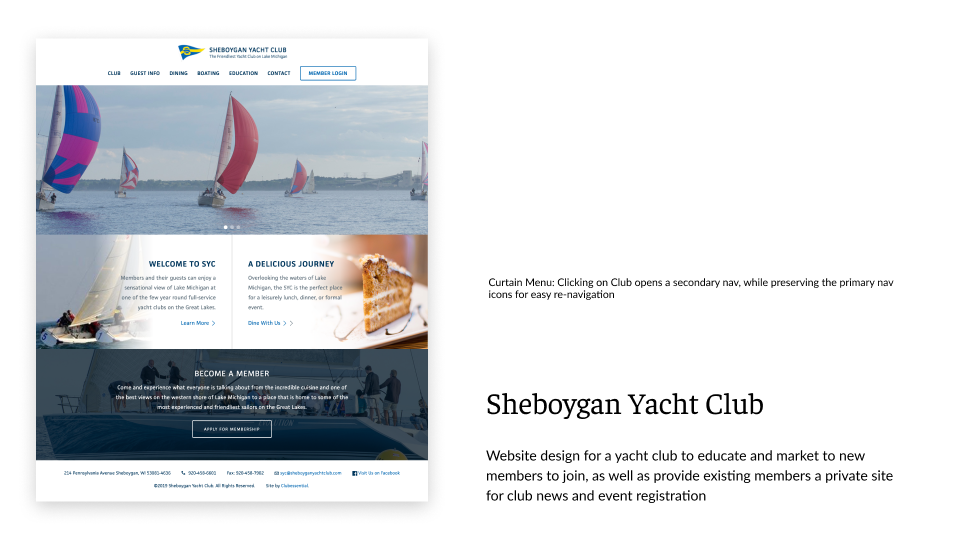 SHEBOYGAN YACHT CLUB
The Friendliest Yacht Club on Lake Michigan
CLUB GUEST INFO DINING BOATING EDUCATION CONTACT MEMBER LOGIN
WELCOME TO SYC
Members and their guests can enjoy a
sensational view of Lake Michigan at
one of the few year round full-service
yacht clubs on the Great Lakes.
Learn More
A DELICIOUS JOURNEY
Overlooking the waters of Lake
Michigan, the SYC is the perfect place
for a leisurely lunch, dinner, or formal
event.
Dine With Us
BECOME A MEMBER
Come and experience what everyone is talking about from the incredible cuisine and one of
the best views on the western shore of Lake Michigan to a place that is home to some of the
most experienced and friendliest sailors on the Great Lakes.
APPLY FOR MEMBERSHIP
214 Pennsylvania Avenue Sheboygan, WI 53081-4636 920-458-6601 Fax: 920-458-7902 syc@sheboyganyachtclub.com Visit Us on Facebook
©2019 Sheboygan Yacht Club. All Rights Reserved. Site by Clubessential.
Curtain Menu: Clicking on Club opens a secondary nav, while preserving the primary nav
icons for easy re-navigation
Sheboygan Yacht Club
Website design for a yacht club to educate and market to new
members to join, as well as provide existing members a private site
for club news and event registration